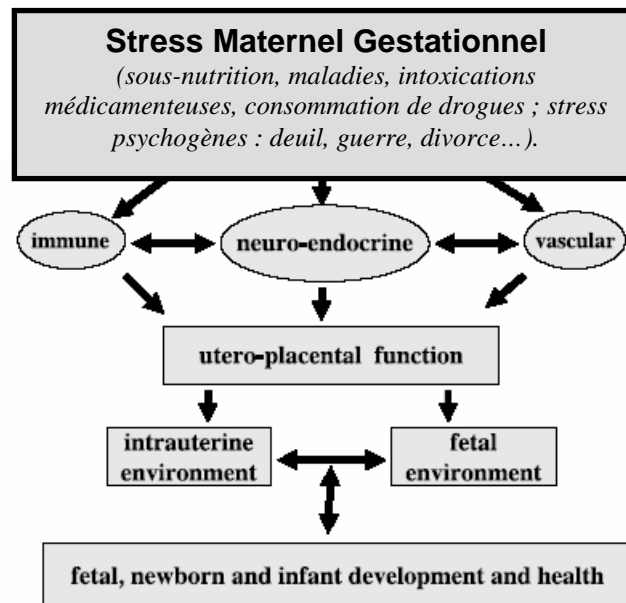 Stress Maternel Gestationnel
(sous-nutrition, maladies, intoxications
médicamenteuses, consommation de drogues ; stress
psychogènes : deuil, guerre, divorce…).
immune
neuro-endocrine
vascular
utero-placental function
intrauterine
environment
fetal
environment
fetal, newborn and infant development and health